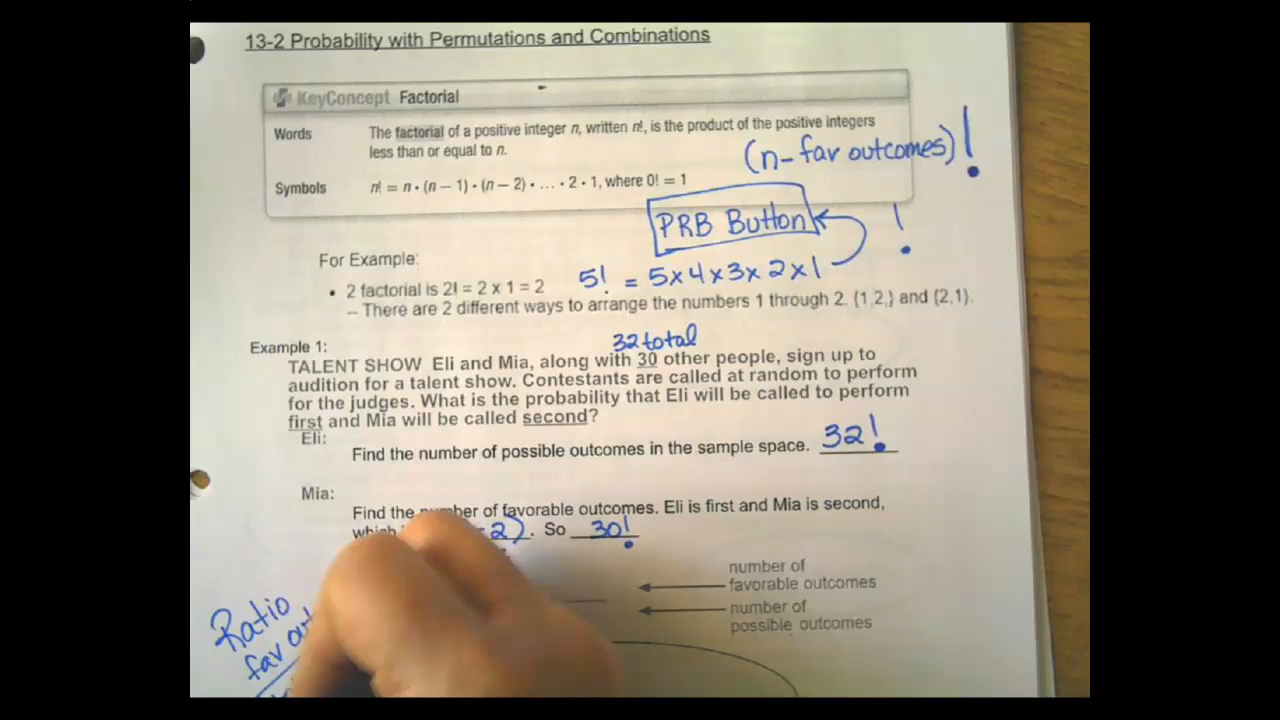 13-2 Probability with Permutations and Combinations
KeyConcept Factorial
Words The factorial of a positive integer n, written n!, is the product of the positive integers
less than or equal to n.
(n- far outcomes)!
Symbols n! = n • (n − 1) • (n − 2) • … • 2 • 1, where 0! = 1
PRB Button
!
For Example:
• 2 factorial is 2! = 2 x 1 = 2
5! = 5x4x3x2x1
– There are 2 different ways to arrange the numbers 1 through 2. {1,2,} and {2,1}.
32 total
Example 1:
TALENT SHOW Eli and Mia, along with 30 other people, sign up to
audition for a talent show. Contestants are called at random to perform
for the judges. What is the probability that Eli will be called to perform
first and Mia will be called second?
Eli:
Find the number of possible outcomes in the sample space. 32!
Mia:
Find the number of favorable outcomes. Eli is first and Mia is second,
which 2). So 30!
number of
favorable outcomes
number of
possible outcomes
Ratio
fav out